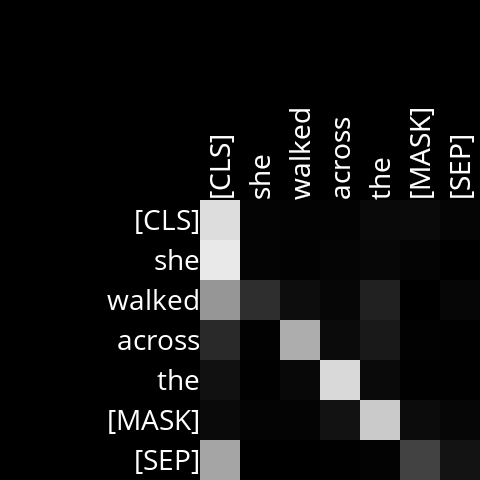 [CLS] she walked across the [MASK] [SEP]
[CLS]
she
walked
across
the
[MASK]
[SEP]